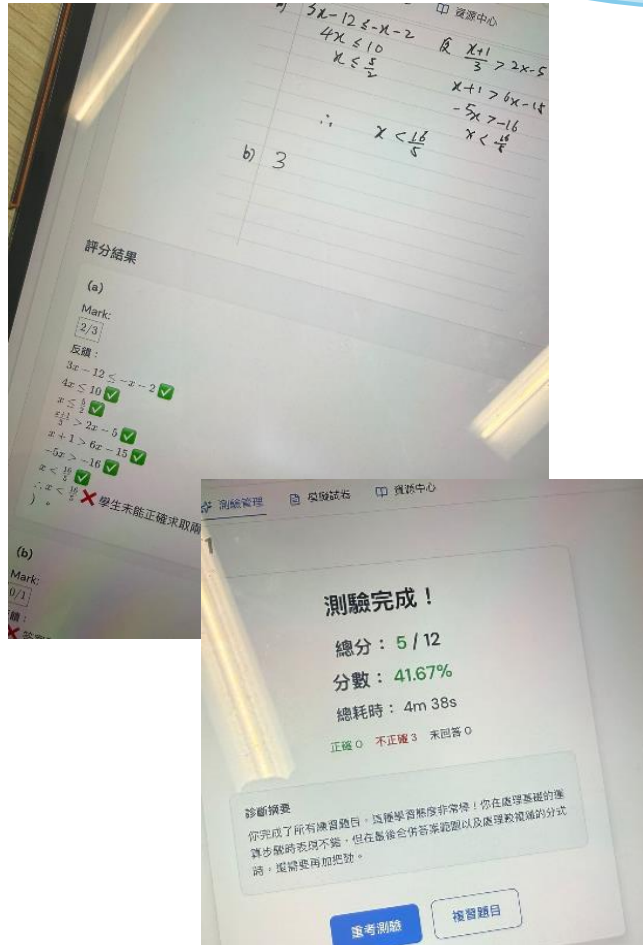 資源中心
3x-12≤-x-2 及 x+1/3 > 2x-5
4x≤10 x+1>6x-15
x≤5/2 -5x>-16
x<16/5
∴ x<16/5
b) 3
評分結果
(a)
Mark:
2/3
反饋：
3x − 12 ≤ −x − 2 ✅
4x ≤ 10 ✅
x ≤ 5/2 ✅
x+1/3 > 2x − 5 ✅
x + 1 > 6x − 15 ✅
−5x > −16 ✅
x < 16/5 ✅
∴ x < 16/5 ❌ 學生未能正確求取兩
)。
(b)
Mark:
0/1
測驗管理 模擬試卷 資源中心
1
測驗完成！
總分： 5 / 12
分數： 41.67%
總耗時： 4m 38s
正確 0 不正確 3 未回答 0
診斷摘要
你完成了所有練習題目，這種學習態度非常棒！你在處理基礎的運
算步驟時表現不錯，但在最後合併答案範圍以及處理較複雜的分式
時，還需要再加把勁。
重考測驗 複習題目